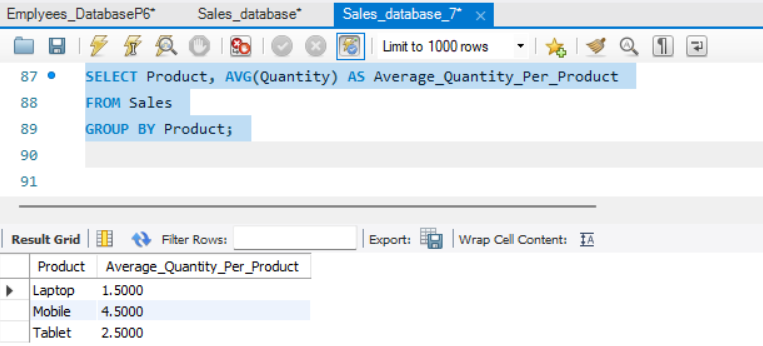 Emplyees_DatabaseP6* Sales_database* Sales_database_7* ×
Limit to 1000 rows
87 SELECT Product, AVG(Quantity) AS Average_Quantity_Per_Product
88 FROM Sales
89 GROUP BY Product;
90
91
Result Grid Filter Rows: Export: Wrap Cell Content: IA
Product Average_Quantity_Per_Product
Laptop 1.5000
Mobile 4.5000
Tablet 2.5000